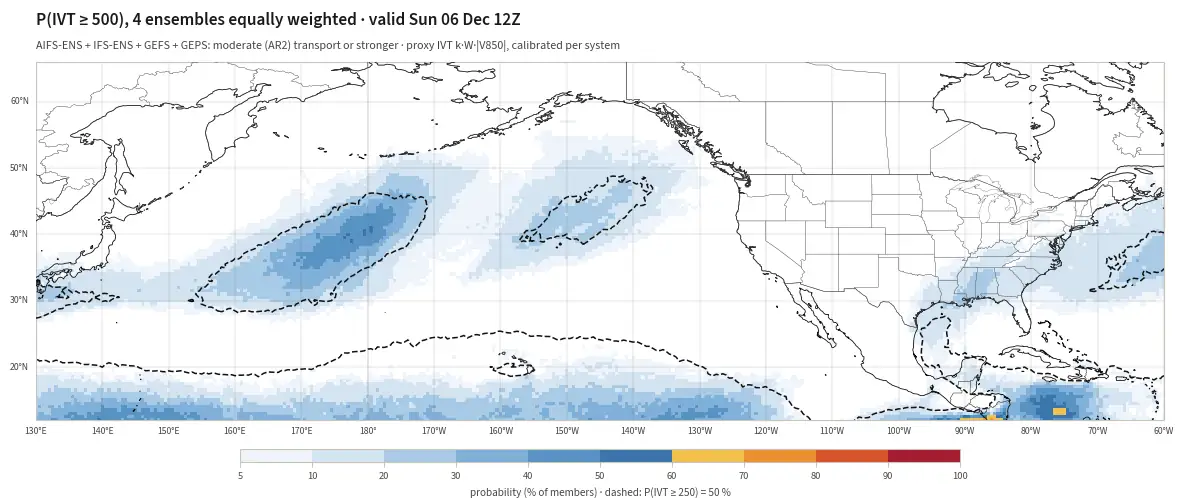 P(IVT ≥ 500), 4 ensembles equally weighted · valid Sun 06 Dec 12Z
AIFS-ENS + IFS-ENS + GEFS + GEPS: moderate (AR2) transport or stronger · proxy IVT k·W·|V850|, calibrated per system
60°N
50°N
40°N
30°N
20°N
130°E 140°E 150°E 160°E 170°E 180° 170°W 160°W 150°W 140°W 130°W 120°W 110°W 100°W 90°W 80°W 70°W 60°W
5 10 20 30 40 50 60 70 80 90 100
probability (% of members) · dashed: P(IVT ≥ 250) = 50 %